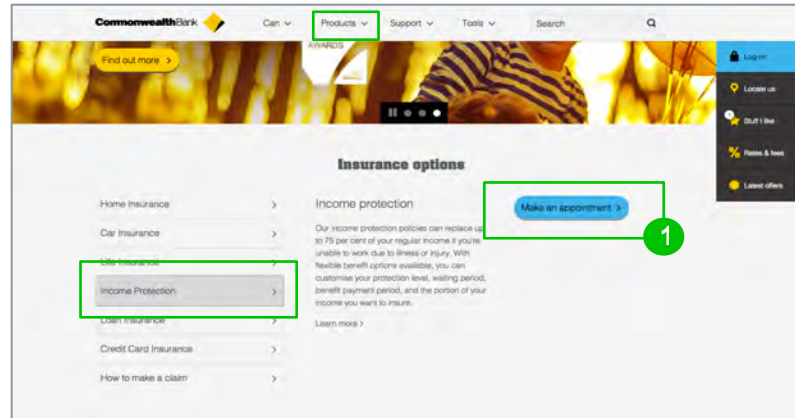 CommonwealthBank
Can
Products
Support
Tools
Search
AWARDS
Find out more >
Log on
Locate us
Stuff I like
Rates & fees
Latest offers
Insurance options
Home Insurance
Car Insurance
Life Insurance
Income Protection
Loan Insurance
Credit Card Insurance
How to make a claim
Income protection
Our income protection policies can replace up
to 75 per cent of your regular income if you're
unable to work due to illness or injury. With
flexible benefit options available, you can
customise your protection level, waiting period,
benefit payment period, and the portion of your
income you want to insure.
Learn more >
Make an appointment >
1